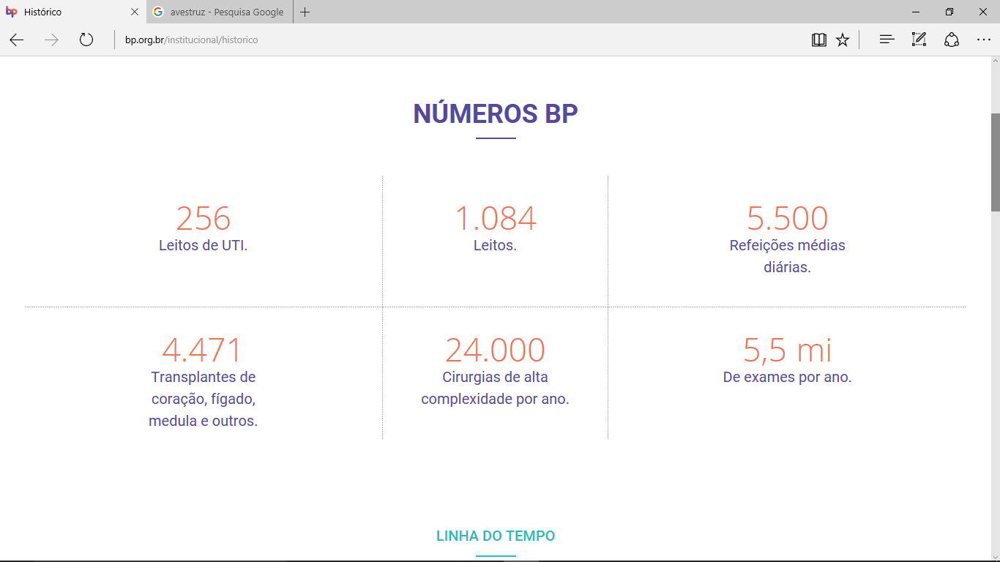 bp Histórico
avestruz - Pesquisa Google
bp.org.br/institucional/historico
NÚMEROS BP
256
Leitos de UTI.
1.084
Leitos.
5.500
Refeições médias
diárias.
4.471
Transplantes de
coração, fígado,
medula e outros.
24.000
Cirurgias de alta
complexidade por ano.
5,5 mi
De exames por ano.
LINHA DO TEMPO